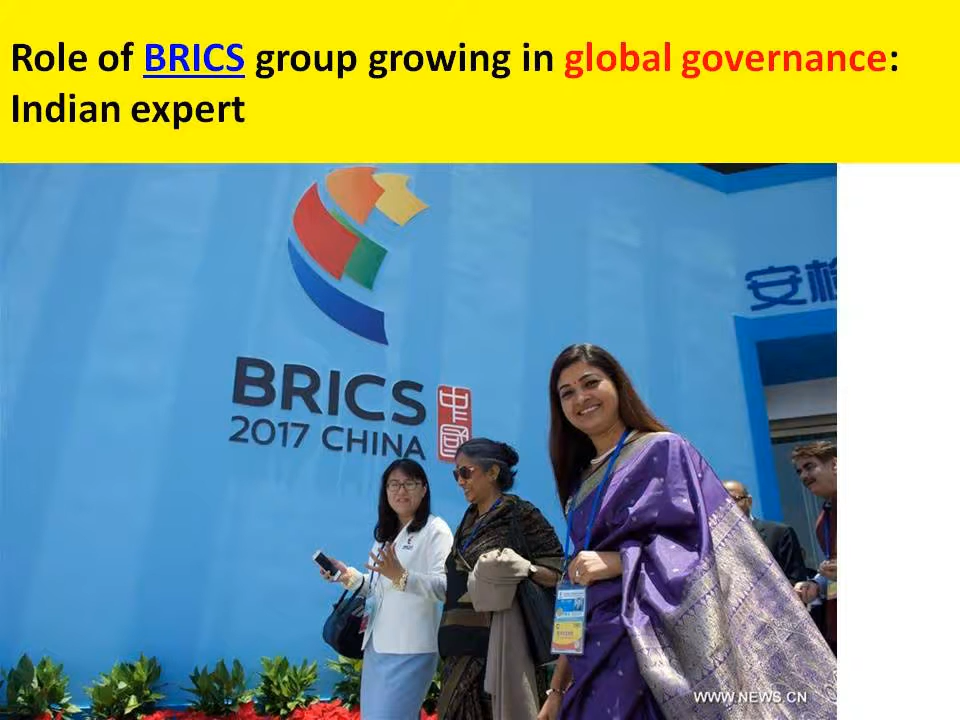 Role of BRICS group growing in global governance:
Indian expert
安检
BRICS
2017 CHINA
中国
WWW.NEWS.CN